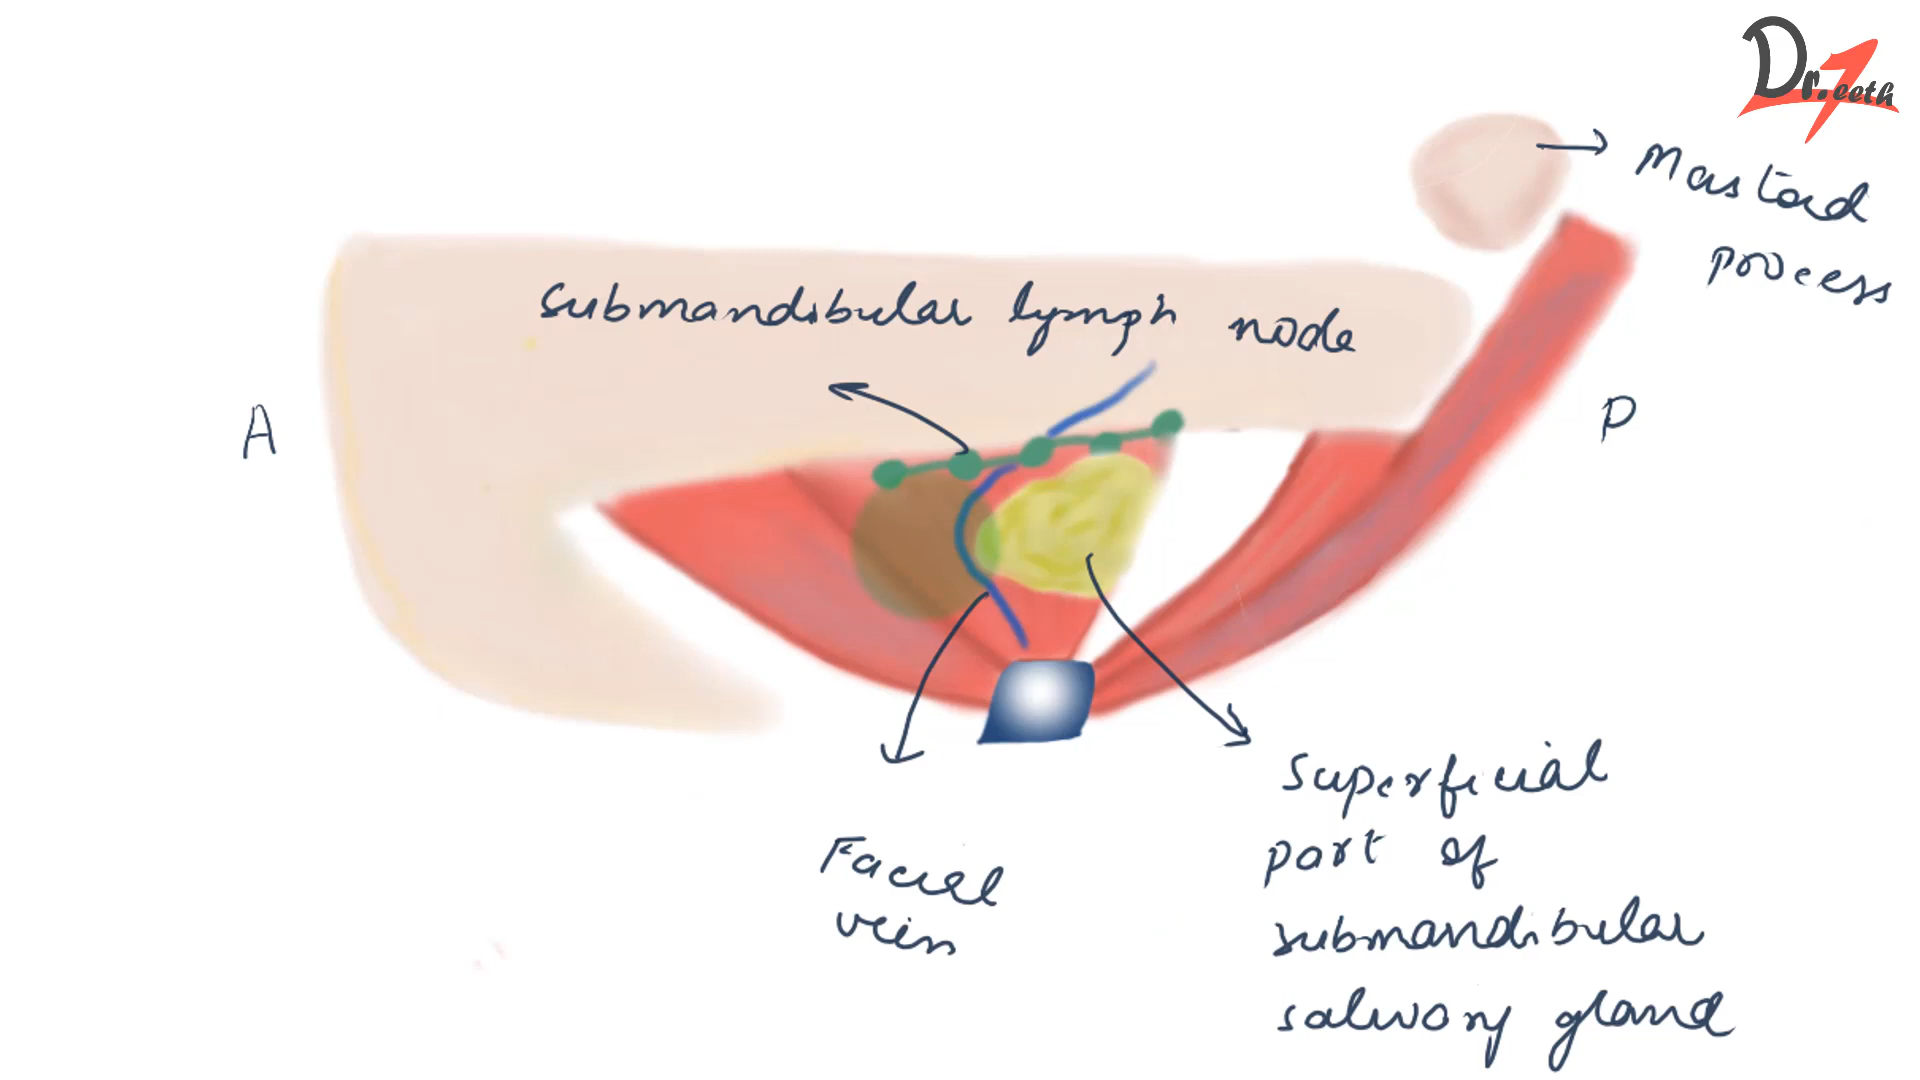 Dr.Teeth
Mastoid
process
submandibular lymph node
A
P
superficial
part of
submandibular
salivary gland
Facial
vein